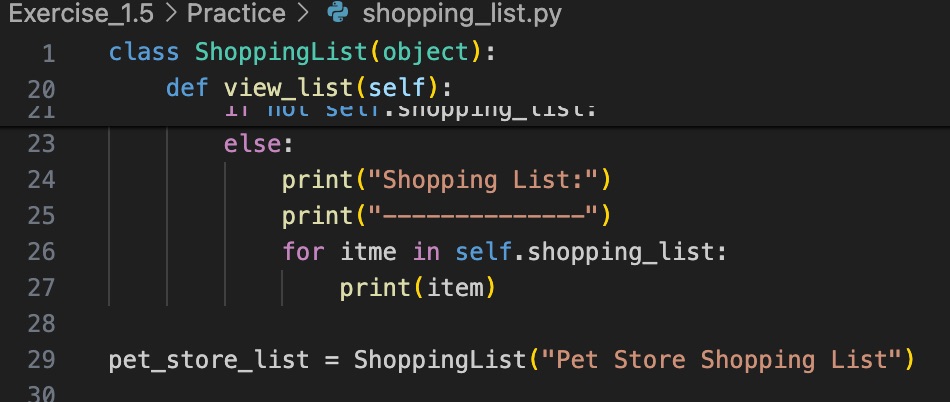 Exercise_1.5 > Practice > shopping_list.py
1 class ShoppingList(object):
20 def view_list(self):
21 if not self.shopping_list:
23 else:
24 print("Shopping List:")
25 print("--------------")
26 for itme in self.shopping_list:
27 print(item)
28
29 pet_store_list = ShoppingList("Pet Store Shopping List")
30